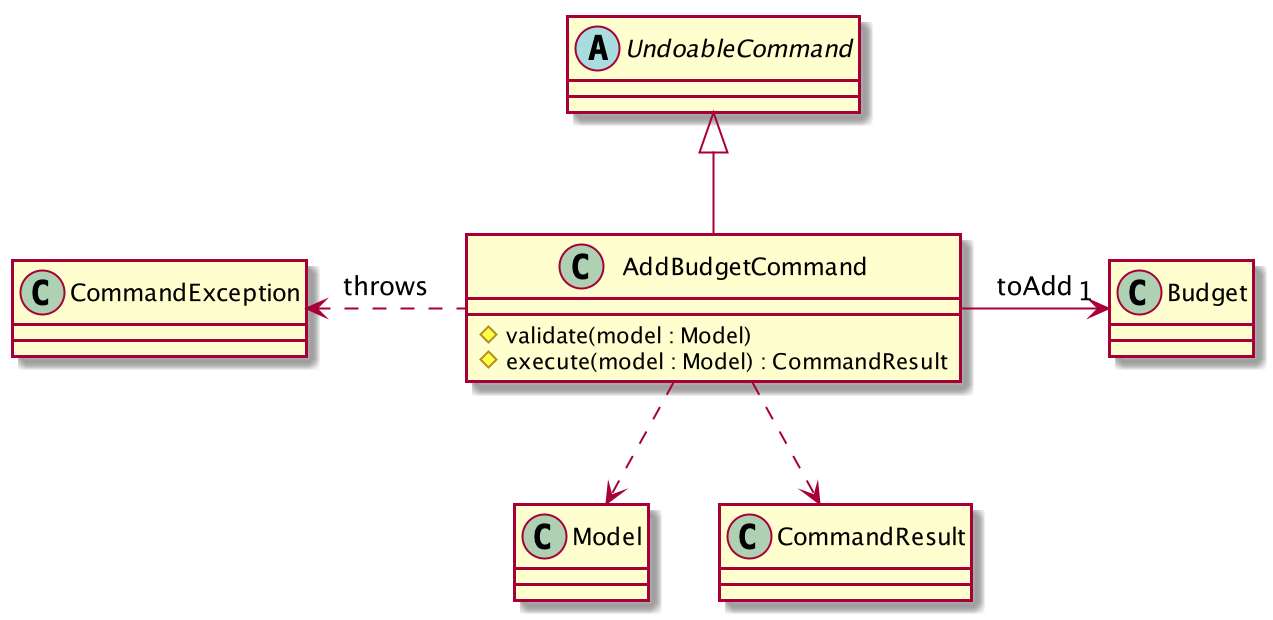 A UndoableCommand
C AddBudgetCommand
validate(model : Model)
execute(model : Model) : CommandResult
C CommandException
throws
toAdd 1
C Budget
C Model
C CommandResult